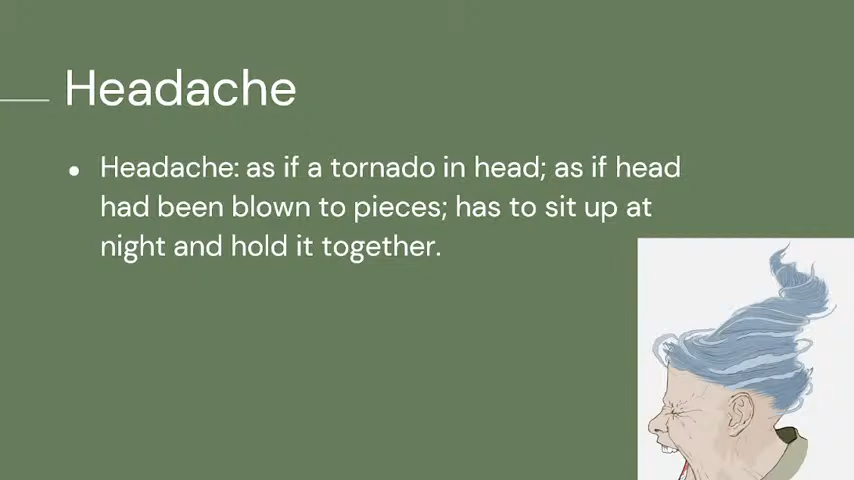 Headache
Headache: as if a tornado in head; as if head
had been blown to pieces; has to sit up at
night and hold it together.